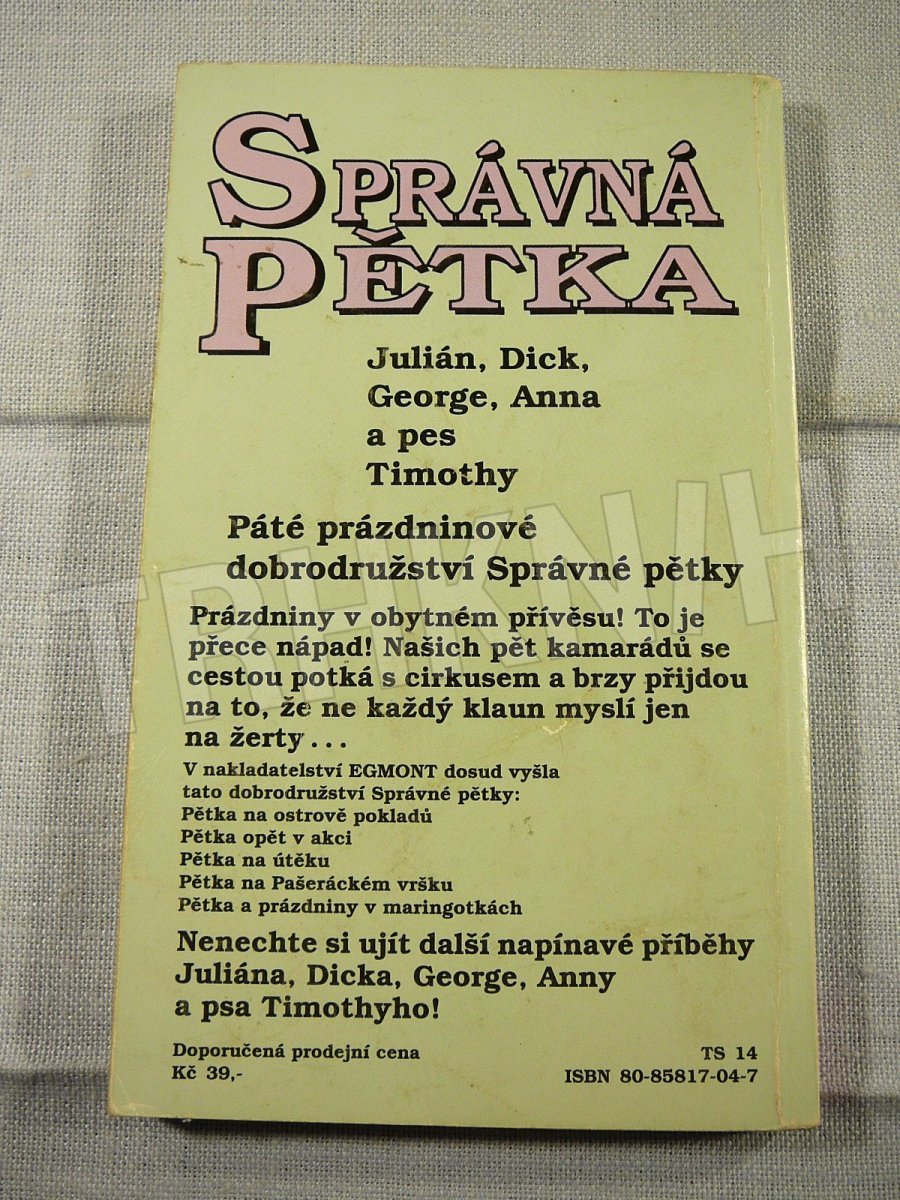 SPRÁVNÁ
PĚTKA
Julián, Dick,
George, Anna
a pes
Timothy
Páté prázdninové
dobrodružství Správné pětky
Prázdniny v obytném přívěsu! To je
přece nápad! Našich pět kamarádů se
cestou potká s cirkusem a brzy přijdou
na to, že ne každý klaun myslí jen
na žerty...
V nakladatelství EGMONT dosud vyšla
tato dobrodružství Správné pětky:
Pětka na ostrově pokladů
Pětka opět v akci
Pětka na útěku
Pětka na Pašeráckém vršku
Pětka a prázdniny v maringotkách
Nenechte si ujít další napínavé příběhy
Juliána, Dicka, George, Anny
a psa Timothyho!
Doporučená prodejní cena
Kč 39,-
TS 14
ISBN 80-85817-04-7